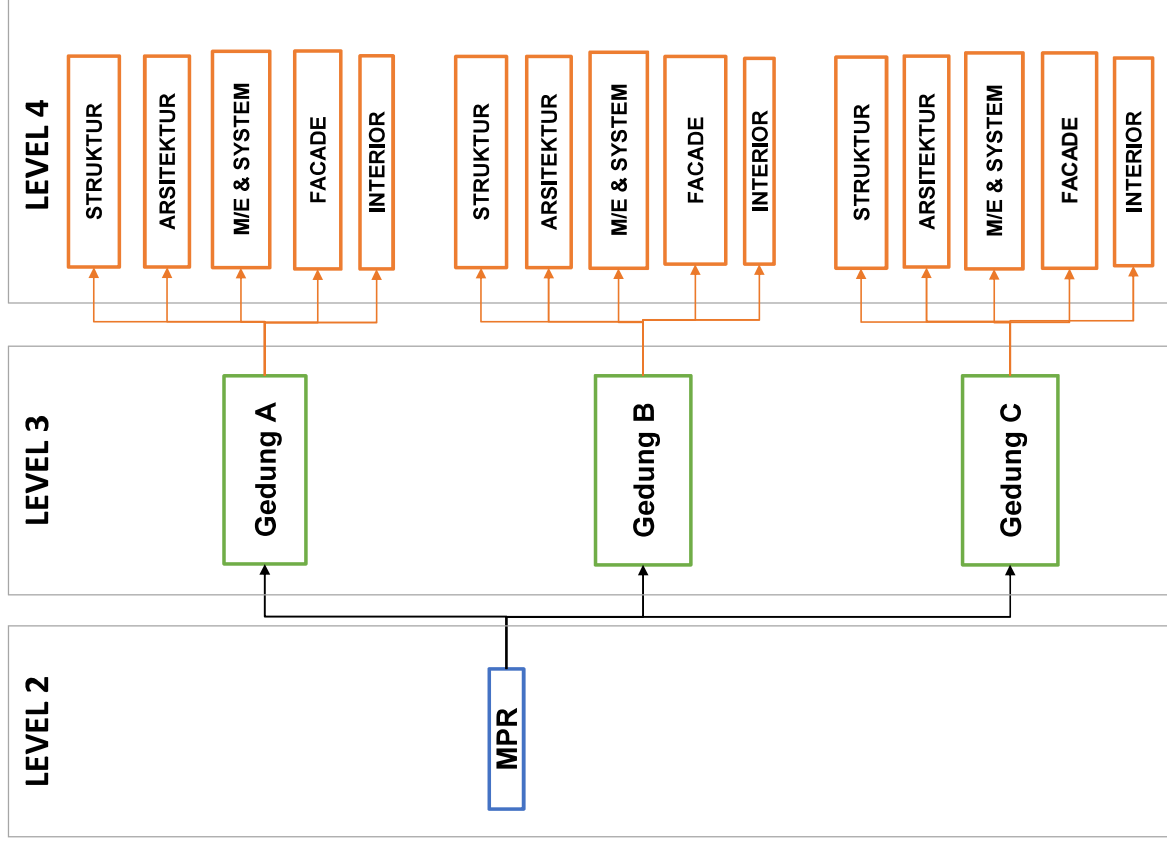 LEVEL 2
MPR
LEVEL 3
Gedung A
Gedung B
Gedung C
LEVEL 4
STRUKTUR
ARSITEKTUR
M/E & SYSTEM
FACADE
INTERIOR
STRUKTUR
ARSITEKTUR
M/E & SYSTEM
FACADE
INTERIOR
STRUKTUR
ARSITEKTUR
M/E & SYSTEM
FACADE
INTERIOR